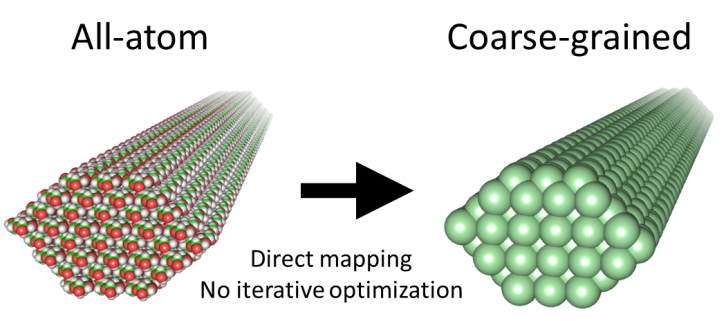 All-atom
Coarse-grained
Direct mapping
No iterative optimization